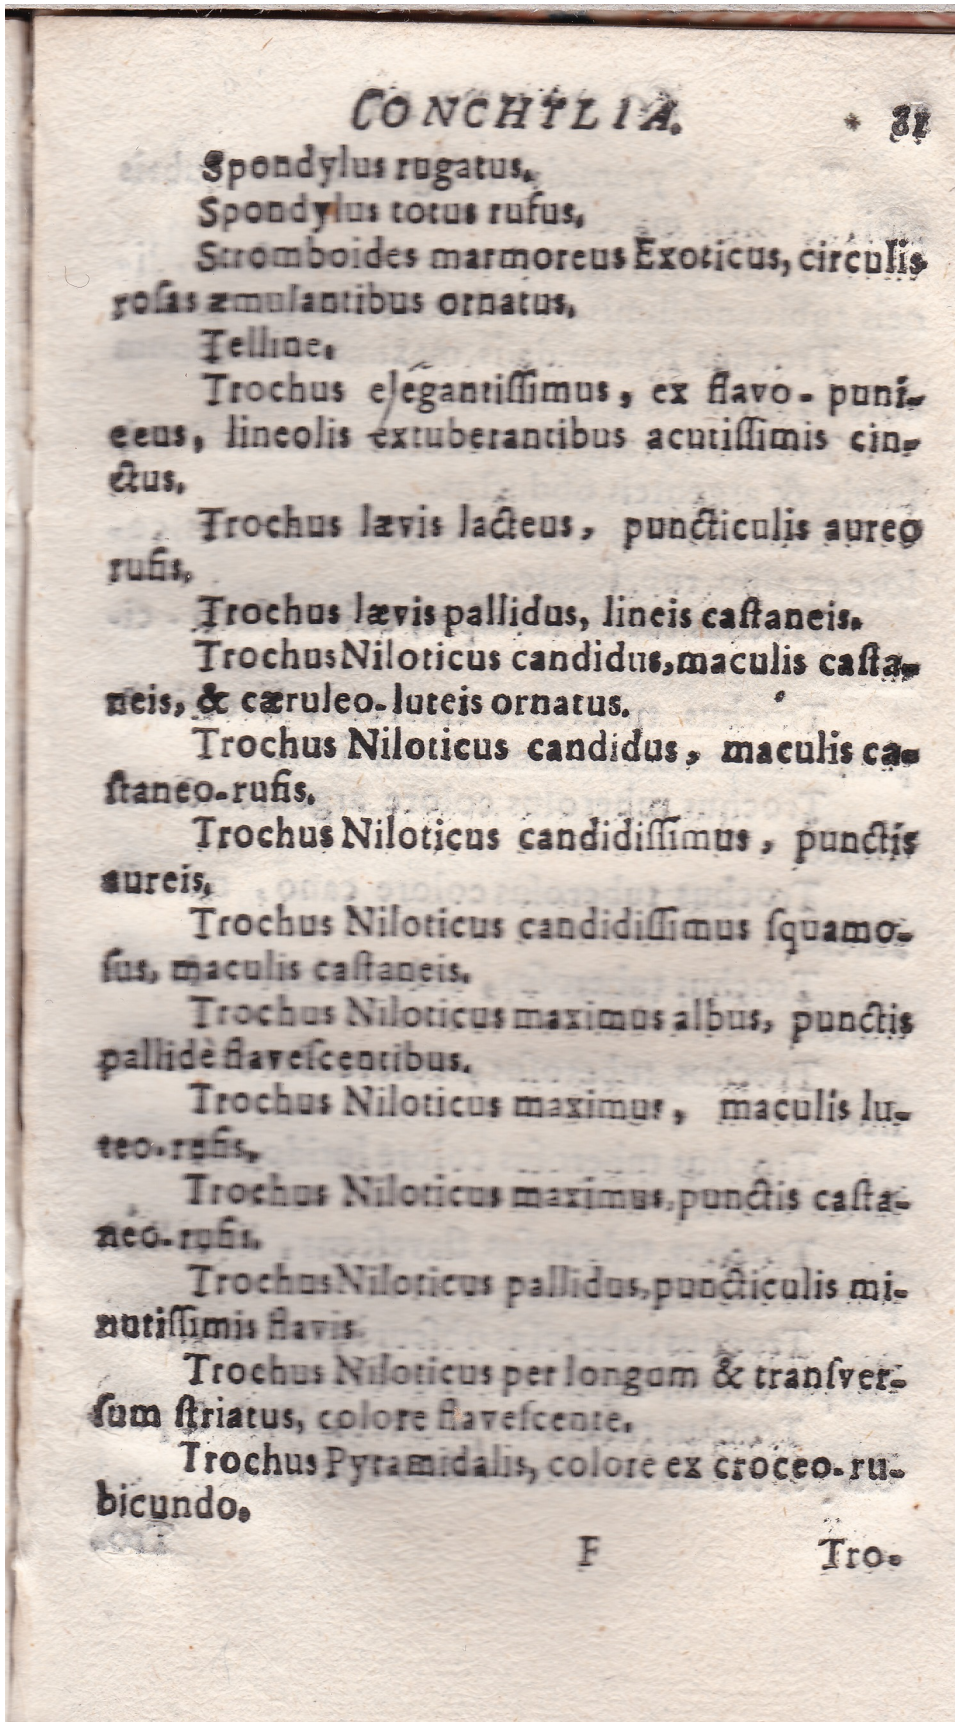 CONCHYLIA. * 81
Spondylus rugatus.
Spondylus totus rufus.
Stromboides marmoreus Exoticus, circulis
roſas æmulantibus ornatus.
Telline.
Trochus elegantiſſimus, ex flavo-puni-
ceus, lineolis extuberantibus acutiſſimis cin-
ctus.
Trochus lævis lacteus, puncticulis aureo
rufis.
Trochus lævis pallidus, lineis caſtaneis.
Trochus Niloticus candidus, maculis caſta-
neis, & cæruleo-luteis ornatus.
Trochus Niloticus candidus, maculis ca-
ſtaneo-rufis.
Trochus Niloticus candidiſſimus, punctis
aureis.
Trochus Niloticus candidiſſimus ſquamo-
ſus, maculis caſtaneis.
Trochus Niloticus maximus albus, punctis
pallidè flaveſcentibus.
Trochus Niloticus maximus, maculis lu-
teo-rufis.
Trochus Niloticus maximus, punctis caſta-
neo-rufis.
Trochus Niloticus pallidus, puncticulis mi-
nutiſſimis flavis.
Trochus Niloticus per longum & tranſver-
ſum ſtriatus, colore flaveſcente.
Trochus Pyramidalis, colore ex croceo-ru-
bicundo.
F Tro-